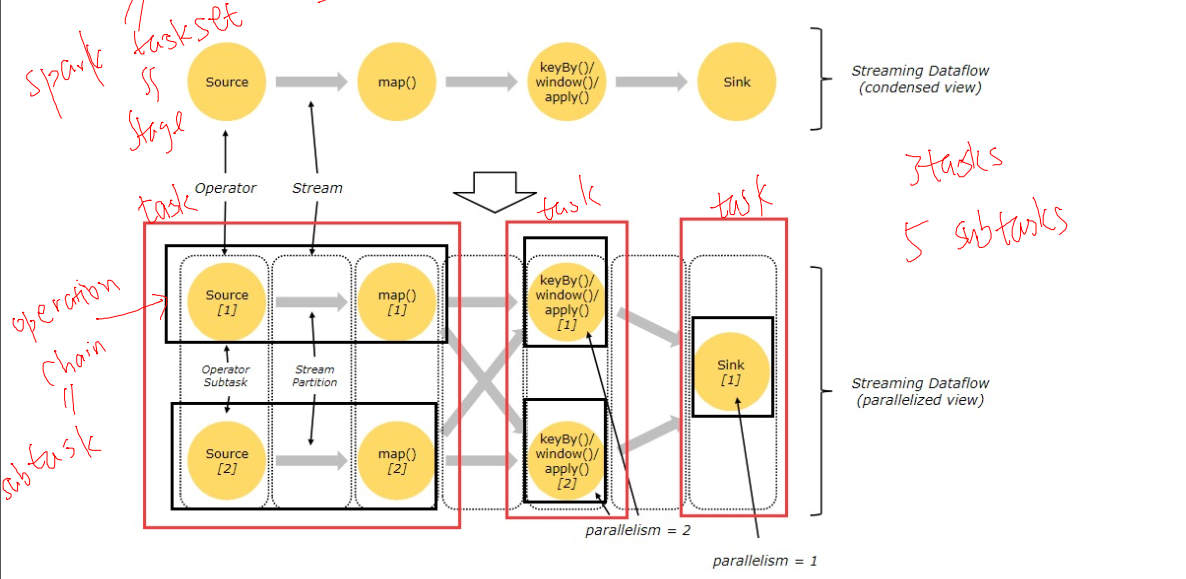 spark
taskset
stage
Source
map()
keyBy()/
window()/
apply()
Sink
Streaming Dataflow
(condensed view)
Operator
Stream
3 tasks
5 subtasks
task
task
task
operation
chain
subtask
Source
[1]
map()
[1]
keyBy()/
window()/
apply()
[1]
Operator
Subtask
Stream
Partition
Sink
[1]
Streaming Dataflow
(parallelized view)
Source
[2]
map()
[2]
keyBy()/
window()/
apply()
[2]
parallelism = 2
parallelism = 1